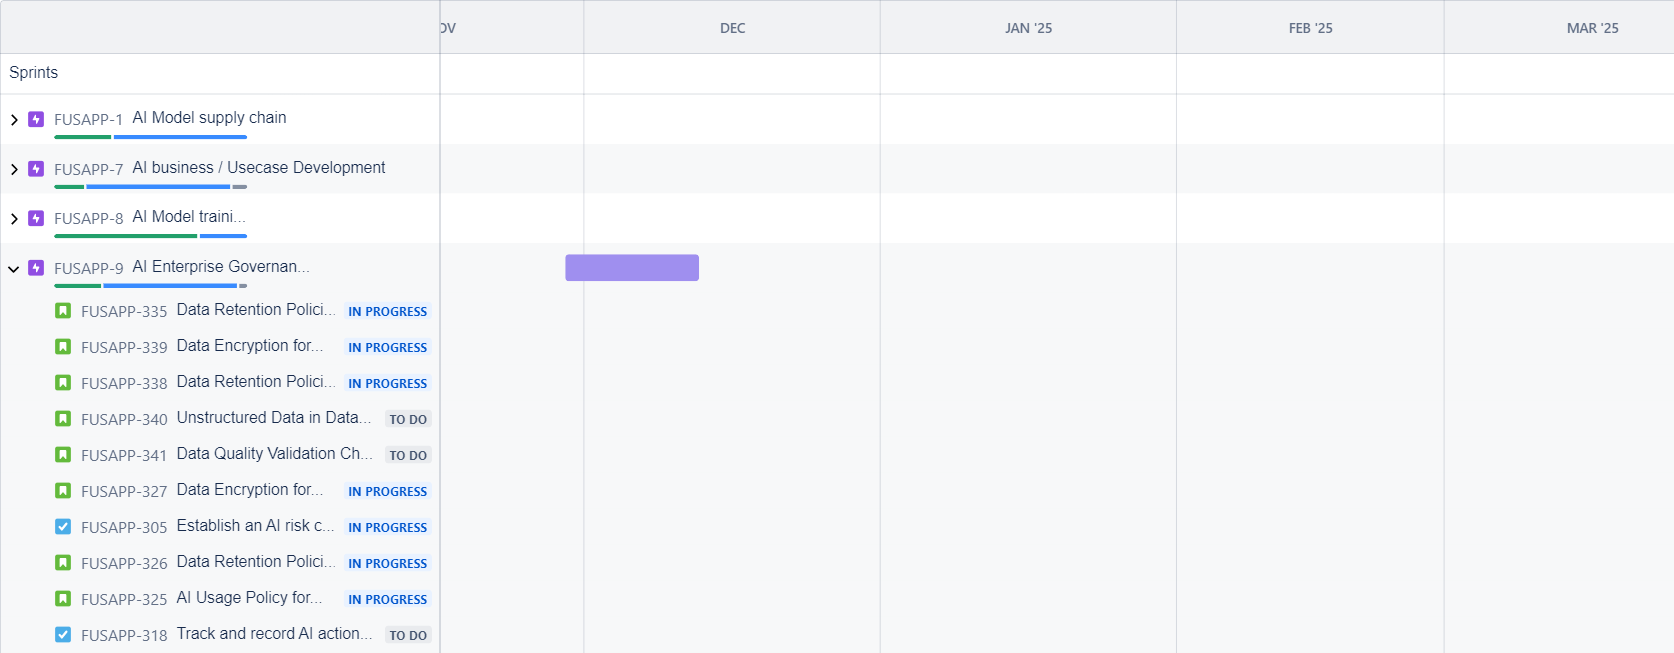 OV DEC JAN '25 FEB '25 MAR '25
Sprints
FUSAPP-1 AI Model supply chain
FUSAPP-7 AI business / Usecase Development
FUSAPP-8 AI Model traini...
FUSAPP-9 AI Enterprise Governan...
FUSAPP-335 Data Retention Polici... IN PROGRESS
FUSAPP-339 Data Encryption for... IN PROGRESS
FUSAPP-338 Data Retention Polici... IN PROGRESS
FUSAPP-340 Unstructured Data in Data... TO DO
FUSAPP-341 Data Quality Validation Ch... TO DO
FUSAPP-327 Data Encryption for... IN PROGRESS
FUSAPP-305 Establish an AI risk c... IN PROGRESS
FUSAPP-326 Data Retention Polici... IN PROGRESS
FUSAPP-325 AI Usage Policy for... IN PROGRESS
FUSAPP-318 Track and record AI action... TO DO